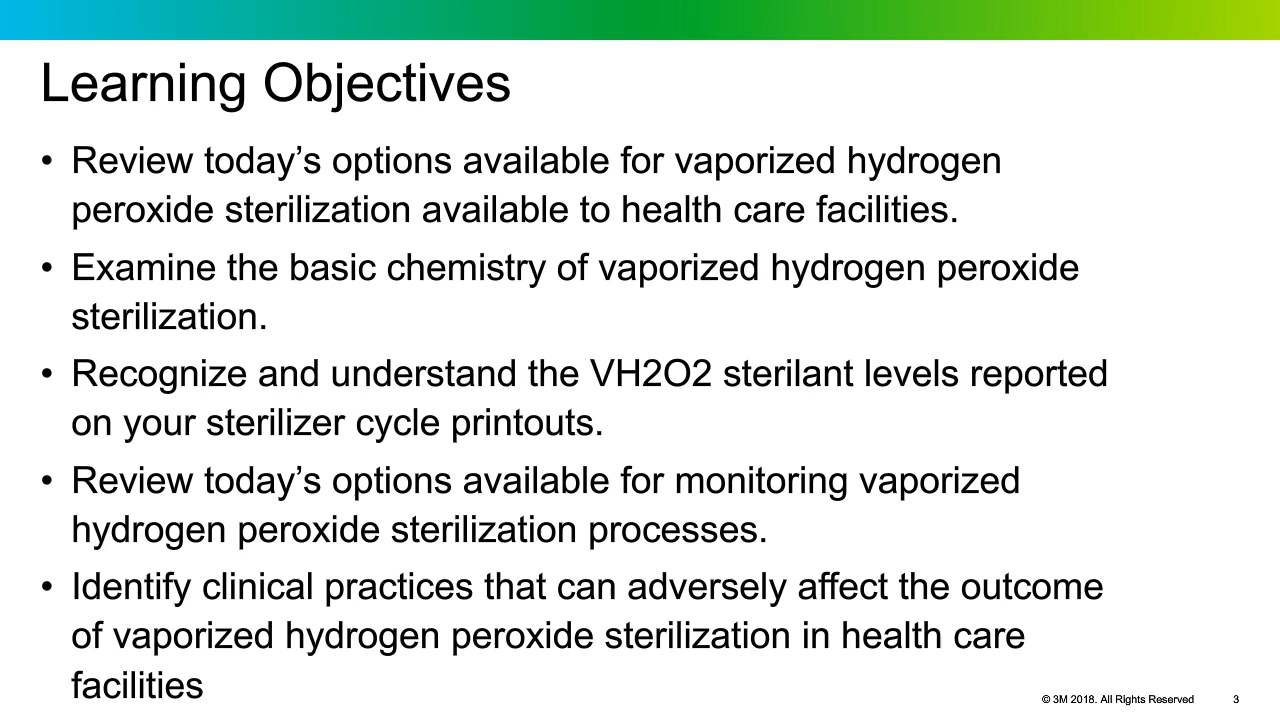 Learning Objectives
• Review today’s options available for vaporized hydrogen
peroxide sterilization available to health care facilities.
• Examine the basic chemistry of vaporized hydrogen peroxide
sterilization.
• Recognize and understand the VH2O2 sterilant levels reported
on your sterilizer cycle printouts.
• Review today’s options available for monitoring vaporized
hydrogen peroxide sterilization processes.
• Identify clinical practices that can adversely affect the outcome
of vaporized hydrogen peroxide sterilization in health care
facilities
© 3M 2018. All Rights Reserved 3